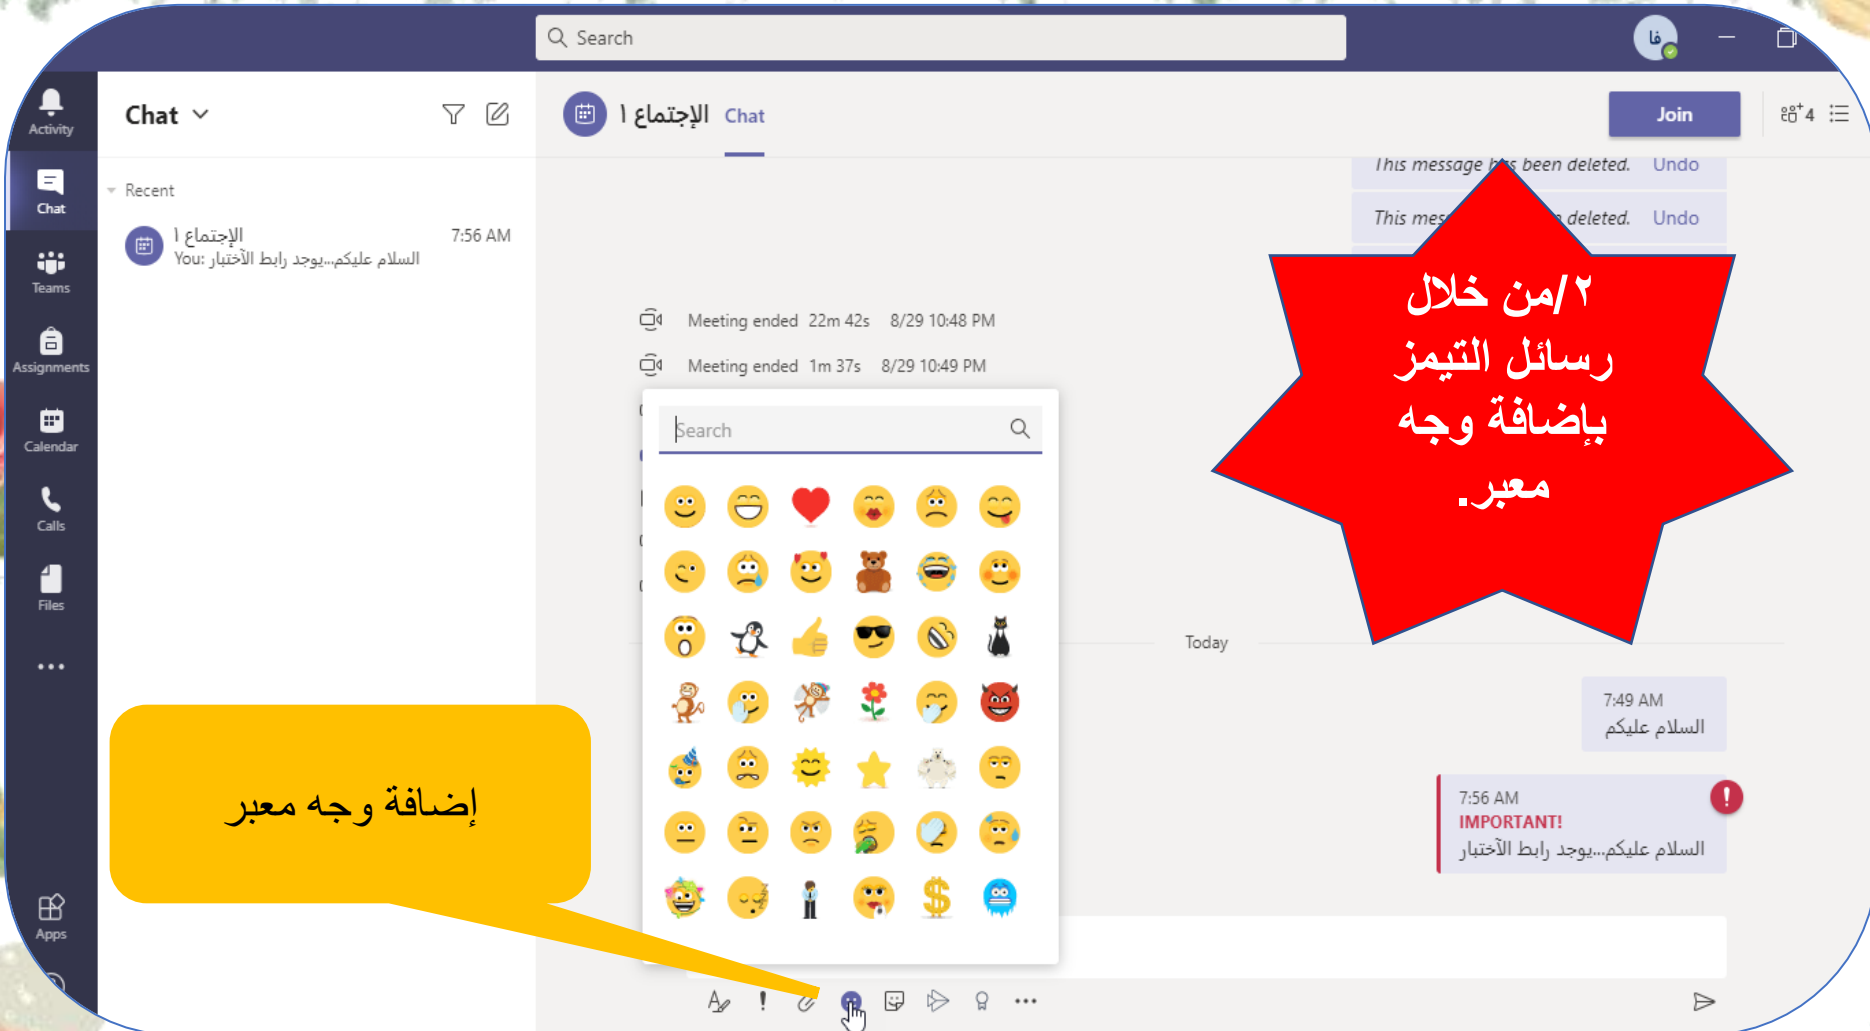 Search
فا
Activity
Chat
الإجتماع ١ Chat
Join
4
Chat
Recent
This message has been deleted. Undo
This mes deleted. Undo
الإجتماع ١ 7:56 AM
You: السلام عليكم...يوجد رابط الآختبار
Teams
٢/من خلال
رسائل التيمز
بإضافة وجه
معبر.
Meeting ended 22m 42s 8/29 10:48 PM
Assignments
Meeting ended 1m 37s 8/29 10:49 PM
Search
Calendar
Calls
Files
Today
7:49 AM
السلام عليكم
إضافة وجه معبر
7:56 AM
IMPORTANT!
السلام عليكم...يوجد رابط الآختبار
Apps